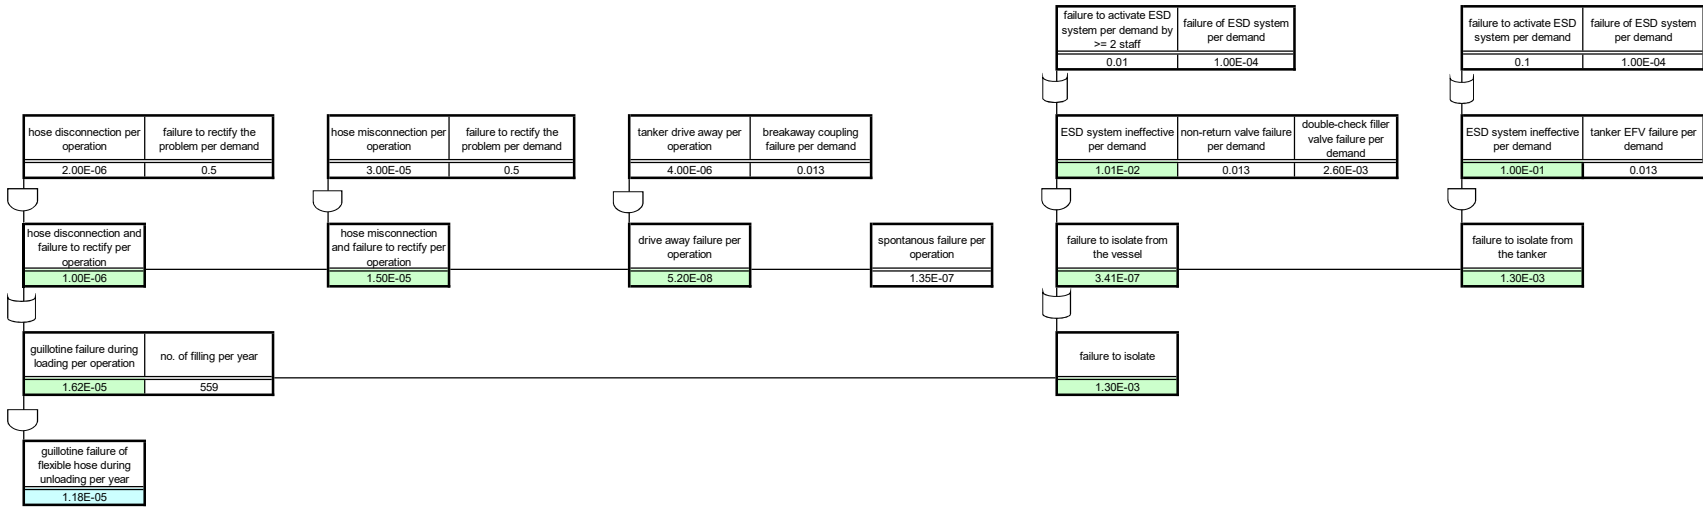 failure to activate ESD
system per demand by
>= 2 staff
failure of ESD system
per demand
0.01
1.00E-04
failure to activate ESD
system per demand
failure of ESD system
per demand
0.1
1.00E-04
hose disconnection per
operation
failure to rectify the
problem per demand
2.00E-06
0.5
hose misconnection per
operation
failure to rectify the
problem per demand
3.00E-05
0.5
tanker drive away per
operation
breakaway coupling
failure per demand
4.00E-06
0.013
ESD system ineffective
per demand
non-return valve failure
per demand
double-check filler
valve failure per
demand
1.01E-02
0.013
2.60E-03
ESD system ineffective
per demand
tanker EFV failure per
demand
1.00E-01
0.013
hose disconnection and
failure to rectify per
operation
1.00E-06
hose misconnection
and failure to rectify per
operation
1.50E-05
drive away failure per
operation
5.20E-08
spontanous failure per
operation
1.35E-07
failure to isolate from
the vessel
3.41E-07
failure to isolate from
the tanker
1.30E-03
guillotine failure during
loading per operation
no. of filling per year
1.62E-05
559
failure to isolate
1.30E-03
guillotine failure of
flexible hose during
unloading per year
1.18E-05